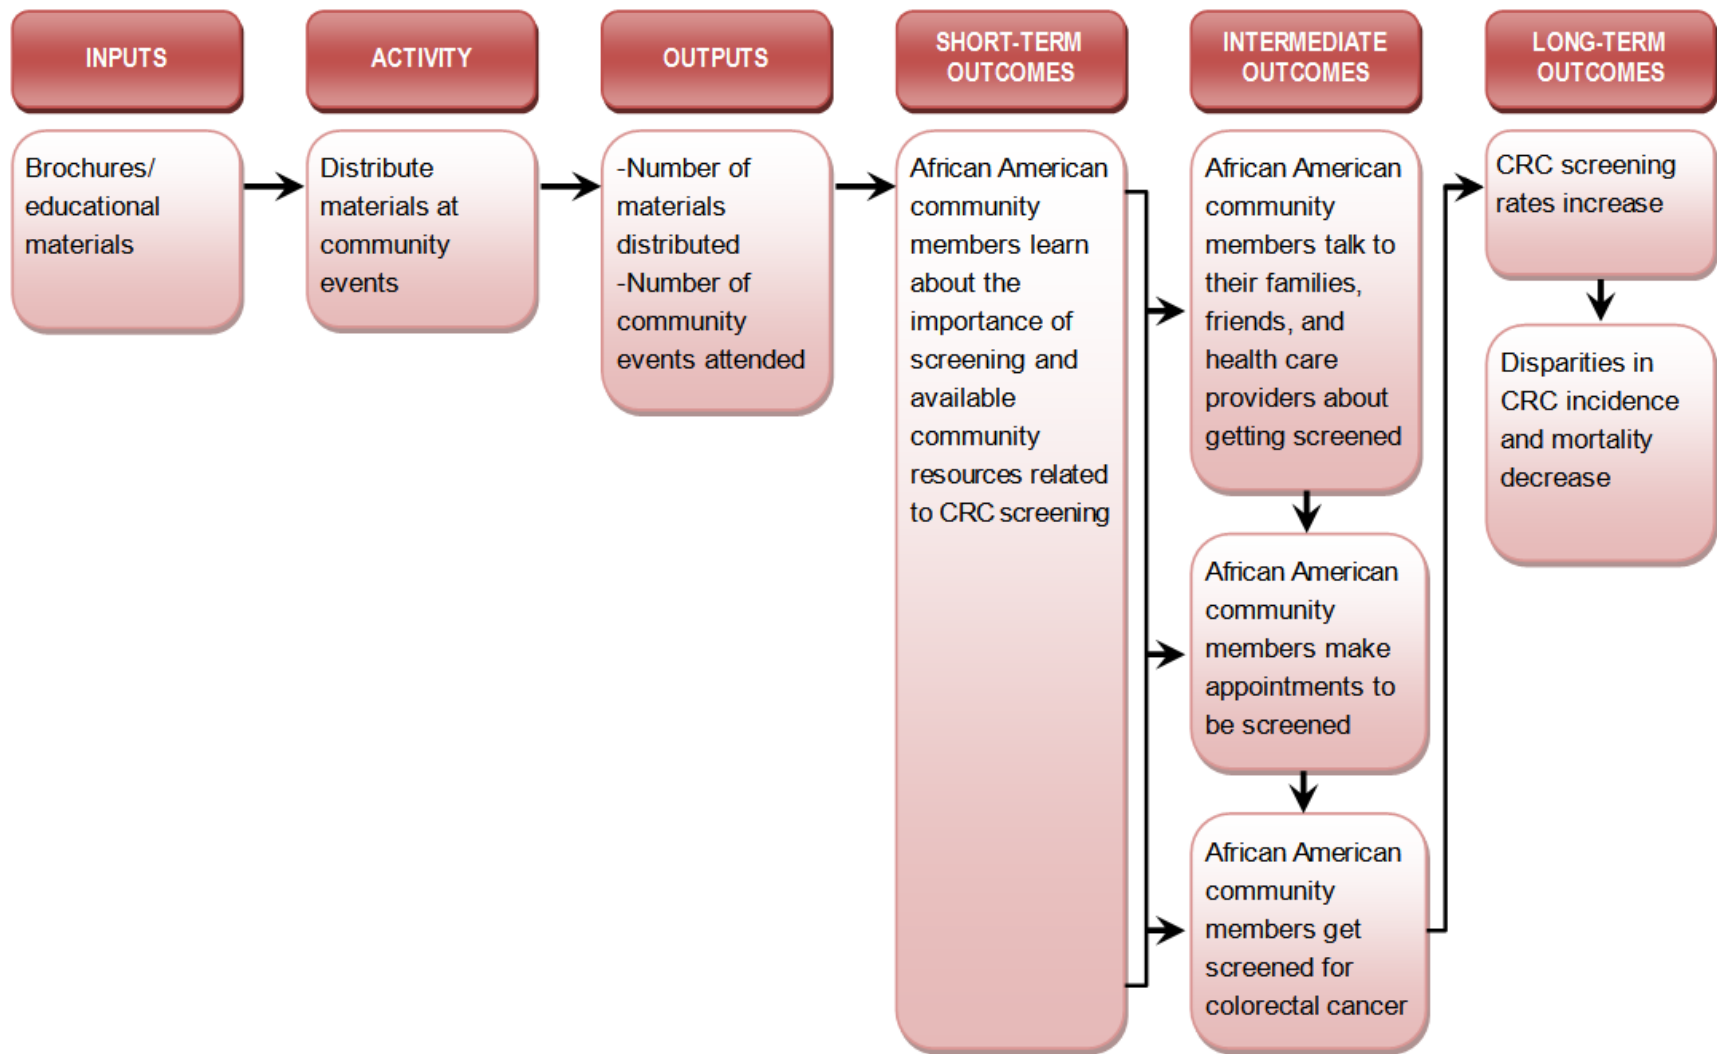 INPUTS
ACTIVITY
OUTPUTS
SHORT-TERM
OUTCOMES
INTERMEDIATE
OUTCOMES
LONG-TERM
OUTCOMES
Brochures/
educational
materials
Distribute
materials at
community
events
-Number of
materials
distributed
-Number of
community
events attended
African American
community
members learn
about the
importance of
screening and
available
community
resources related
to CRC screening
African American
community
members talk to
their families,
friends, and
health care
providers about
getting screened
African American
community
members make
appointments to
be screened
African American
community
members get
screened for
colorectal cancer
CRC screening
rates increase
Disparities in
CRC incidence
and mortality
decrease